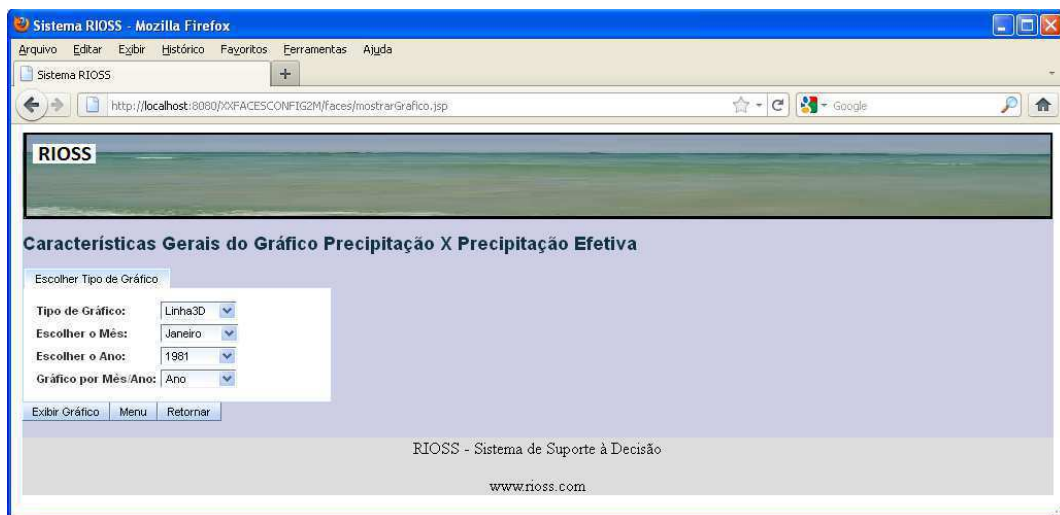 Sistema RIOSS - Mozilla Firefox
Arquivo Editar Exibir Histórico Favoritos Ferramentas Ajuda
Sistema RIOSS
http://localhost:8080/XXFACESCONFIG2M/faces/mostrarGrafico.jsp
Google
RIOSS
Características Gerais do Gráfico Precipitação X Precipitação Efetiva
Escolher Tipo de Gráfico
Tipo de Gráfico: Linha3D
Escolher o Mês: Janeiro
Escolher o Ano: 1981
Gráfico por Mês/Ano: Ano
Exibir Gráfico Menu Retornar
RIOSS - Sistema de Suporte à Decisão
www.rioss.com